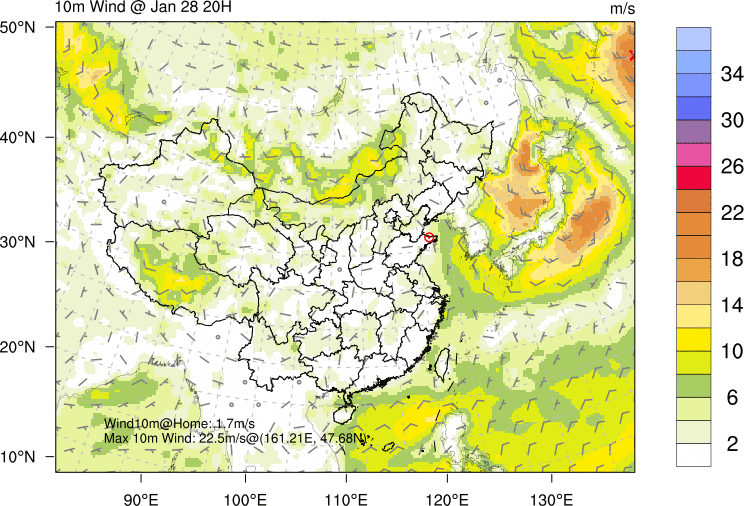 10m Wind @ Jan 28 20H
m/s
50°N
40°N
30°N
20°N
10°N
90°E
100°E
110°E
120°E
130°E
Wind10m@Home: 1.7m/s
Max 10m Wind: 22.5m/s@(161.21E, 47.68N)
34
30
26
22
18
14
10
6
2